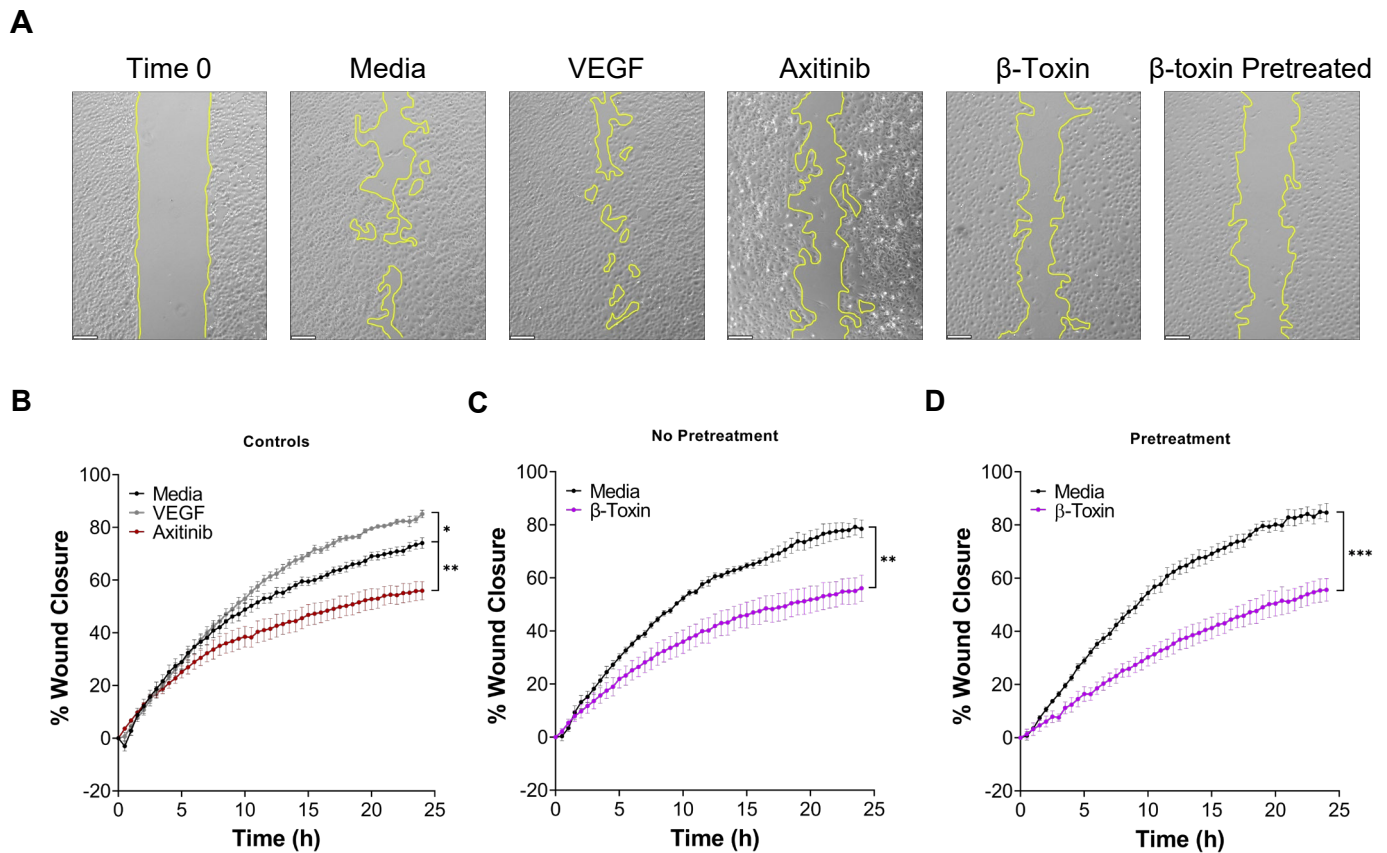 A
Time 0 Media VEGF Axitinib β-Toxin β-toxin Pretreated
B C D
Controls
100
80
60
40
20
0
-20
% Wound Closure
Media
VEGF
Axitinib
*
**
0 5 10 15 20 25
Time (h)
No Pretreatment
100
80
60
40
20
0
-20
% Wound Closure
Media
β-Toxin
**
0 5 10 15 20 25
Time (h)
Pretreatment
100
80
60
40
20
0
-20
% Wound Closure
Media
β-Toxin
***
0 5 10 15 20 25
Time (h)